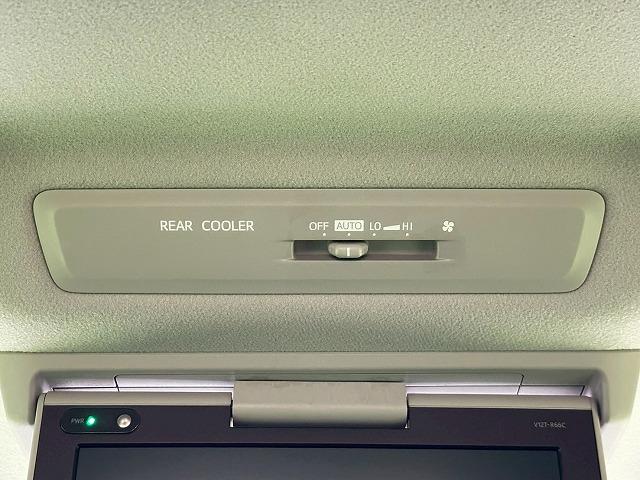 REAR COOLER OFF AUTO LO HI
PWR V12T-R66C